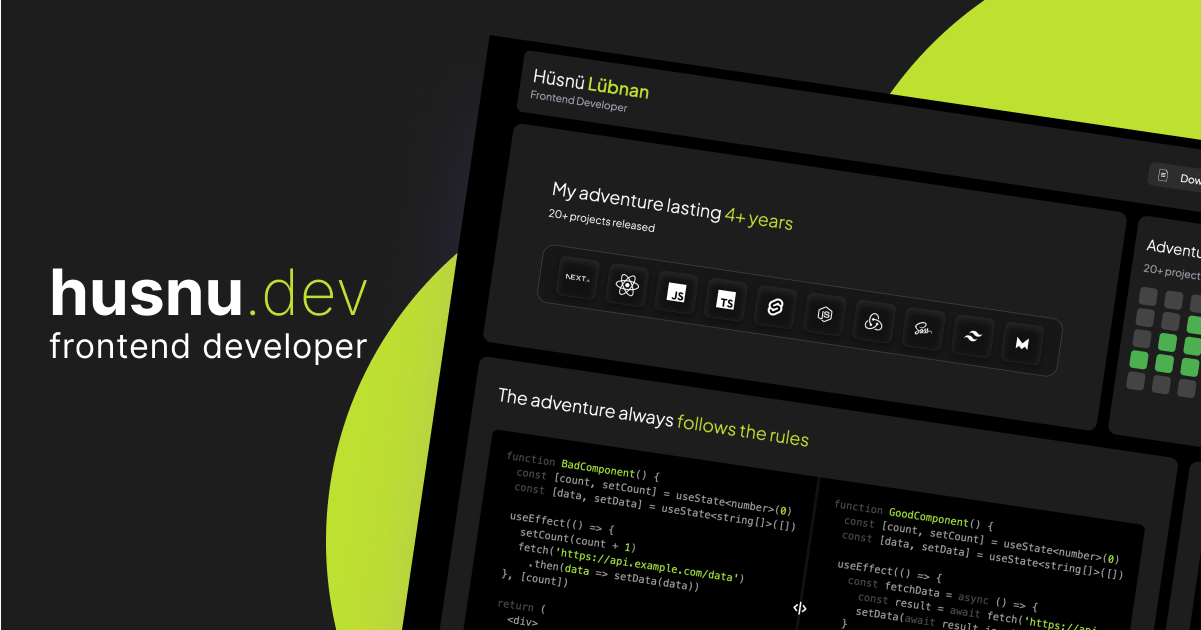 husnu.dev
frontend developer
Hüsnü Lübnan
Frontend Developer
My adventure lasting 4+ years
20+ projects released
NEXT.JS
JS
TS
JS
Sass
The adventure always follows the rules
function BadComponent() {
const [count, setCount] = useState<number>(0)
const [data, setData] = useState<string[]>([])
useEffect(() => {
setCount(count + 1)
fetch('https://api.example.com/data')
.then(data => setData(data))
}, [count])
return (
<div>
</>
function GoodComponent() {
const [count, setCount] = useState<number>(0)
const [data, setData] = useState<string[]>([])
useEffect(() => {
const fetchData = async () => {
const result = await fetch('https://api
setData(await result
}
Dow
Adventu
20+ project